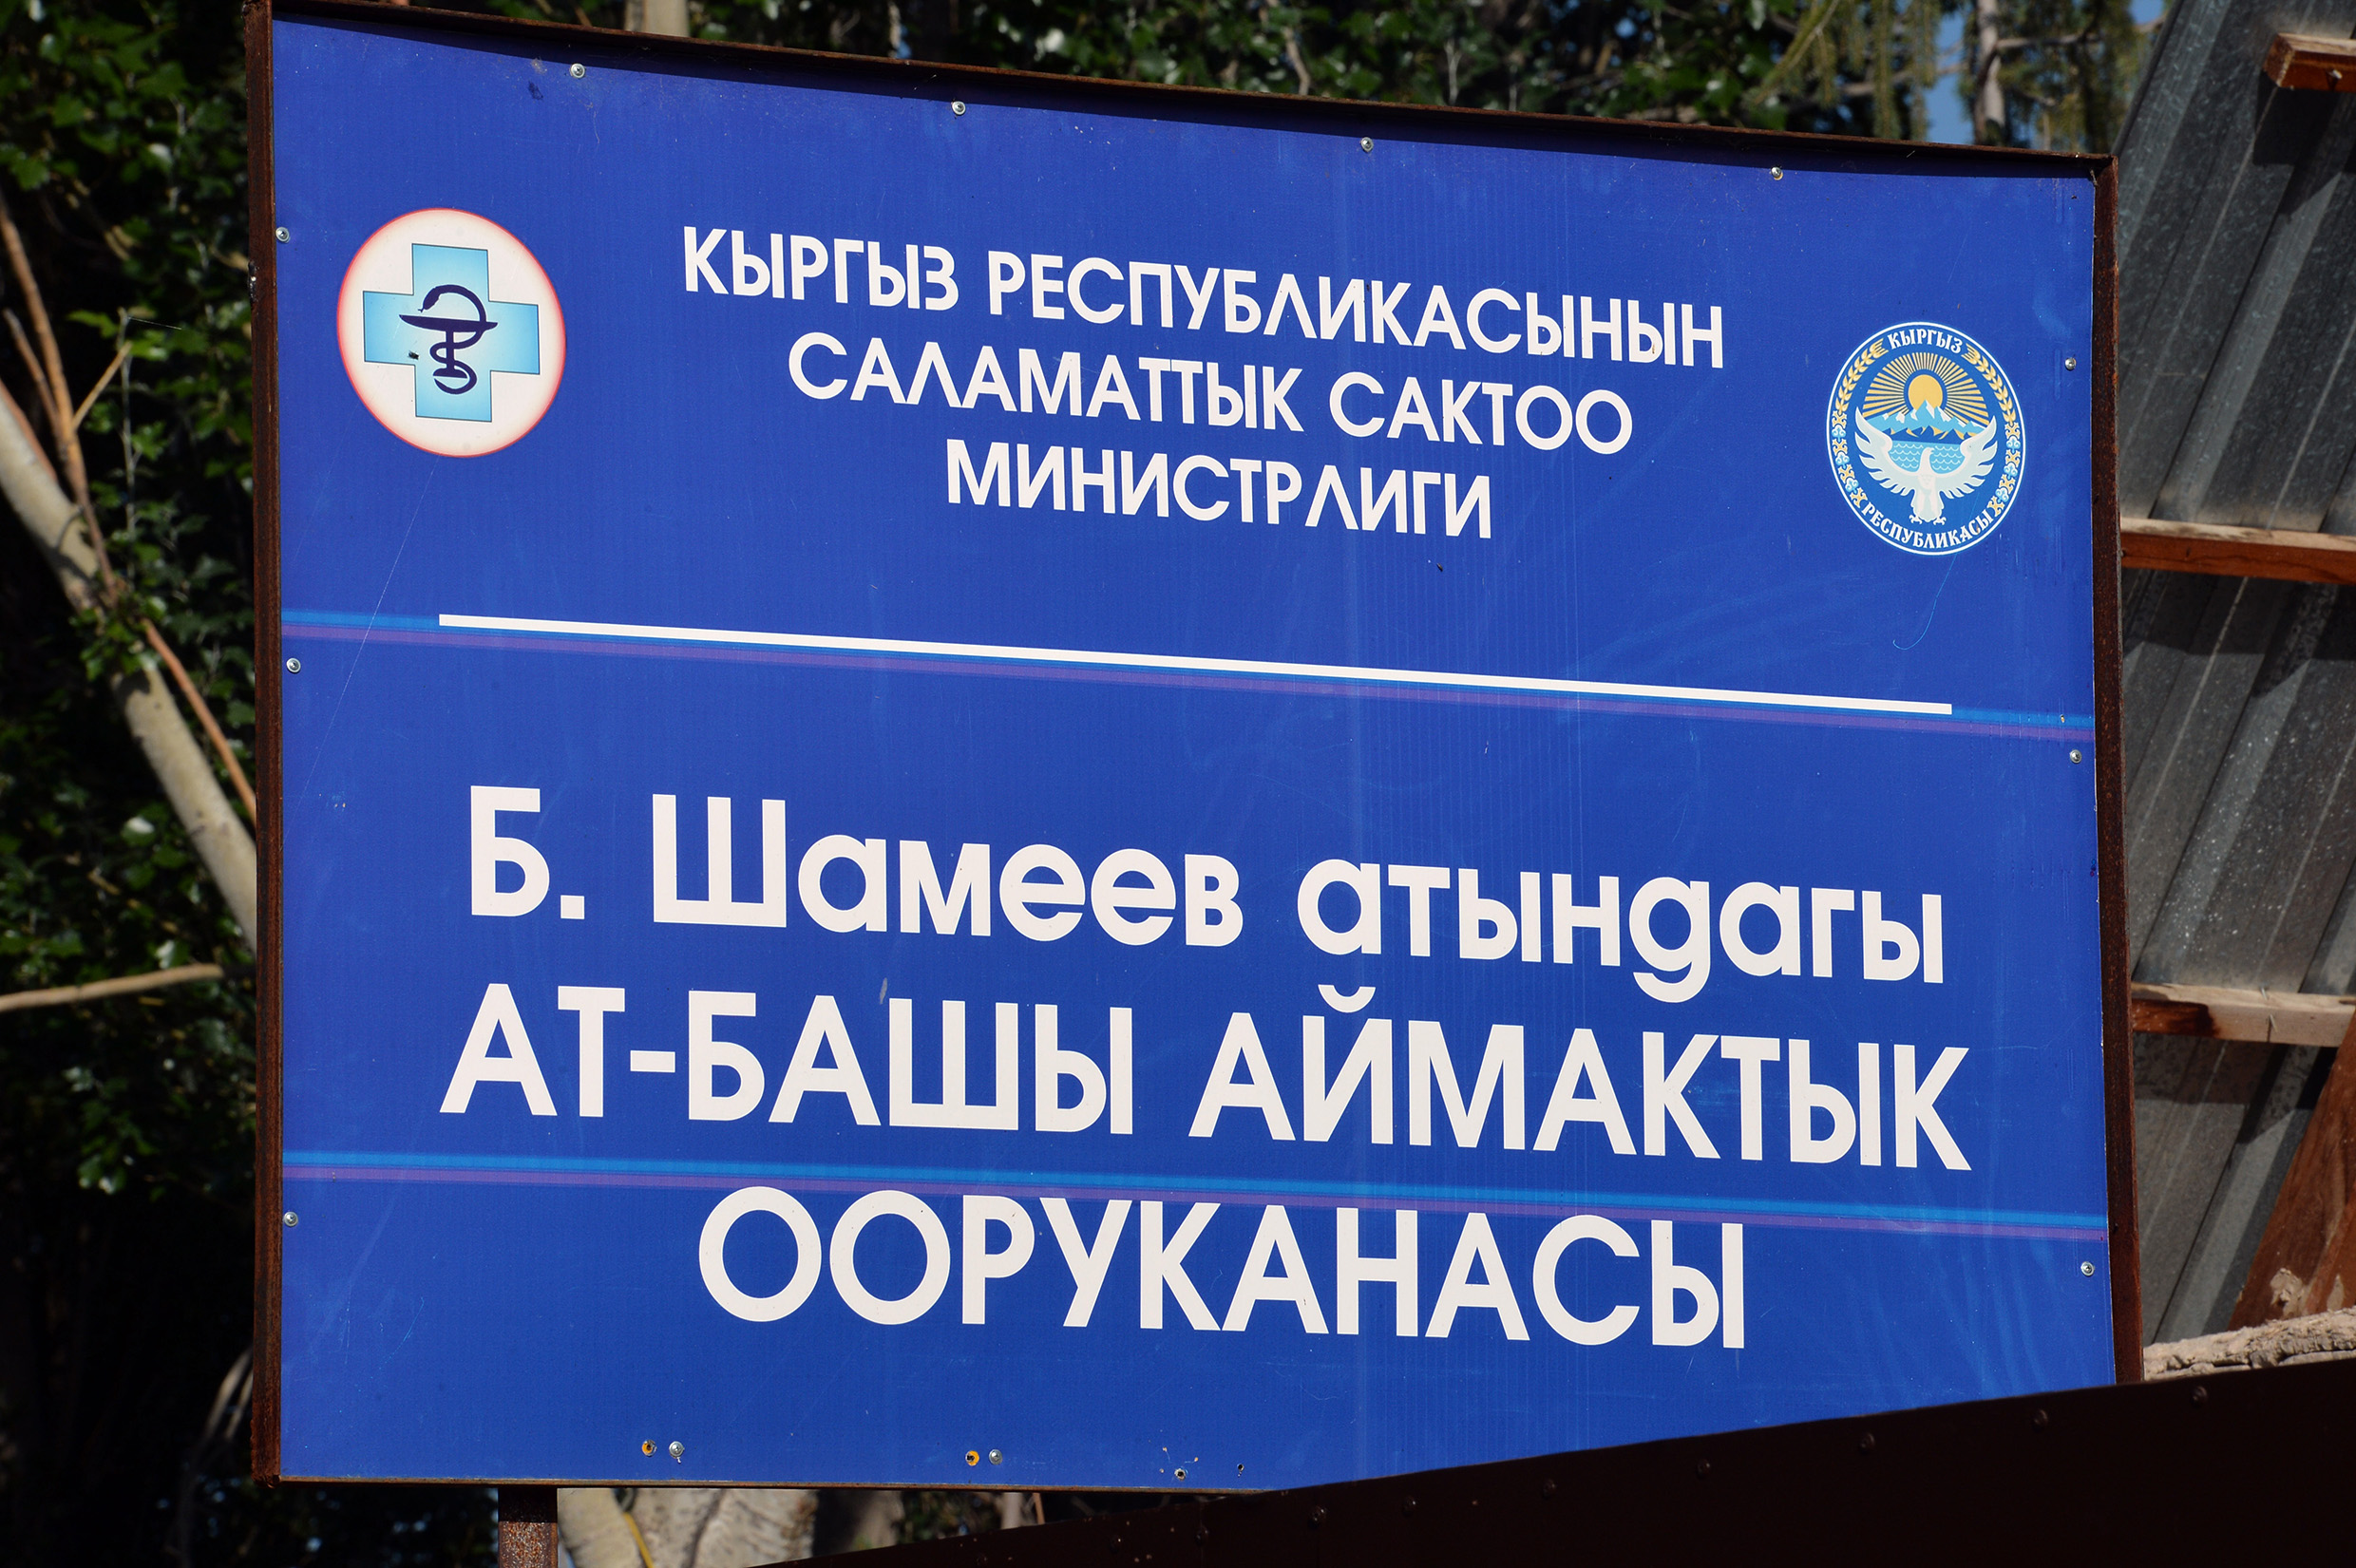 КЫРГЫЗ РЕСПУБЛИКАСЫНЫН
САЛАМАТТЫК САКТОО
МИНИСТРЛИГИ
КЫРГЫЗ
РЕСПУБЛИКАСЫ
Б. Шамеев атындагы
АТ-БАШЫ АЙМАКТЫК
ООРУКАНАСЫ